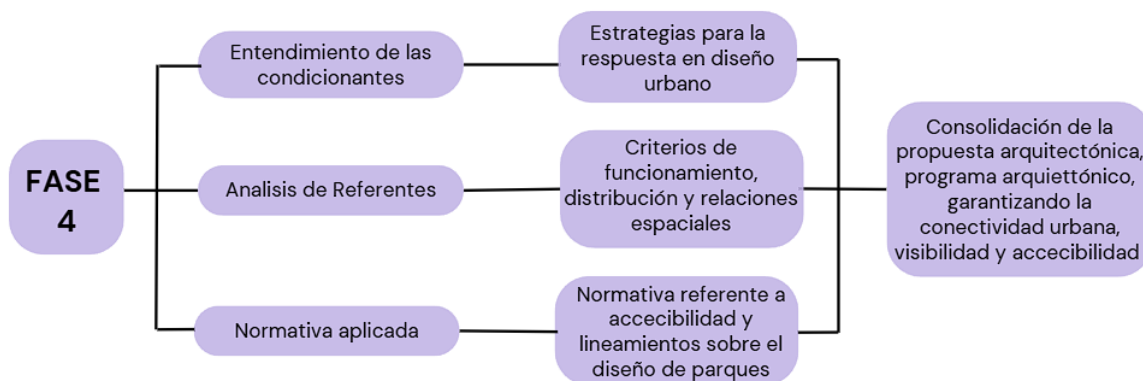 FASE
4
Entendimiento de las
condicionantes
Estrategias para la
respuesta en diseño
urbano
Analisis de Referentes
Criterios de
funcionamiento,
distribución y relaciones
espaciales
Normativa aplicada
Normativa referente a
accecibilidad y
lineamientos sobre el
diseño de parques
Consolidación de la
propuesta arquitectónica,
programa arquiettónico,
garantizando la
conectividad urbana,
visibilidad y accecibilidad